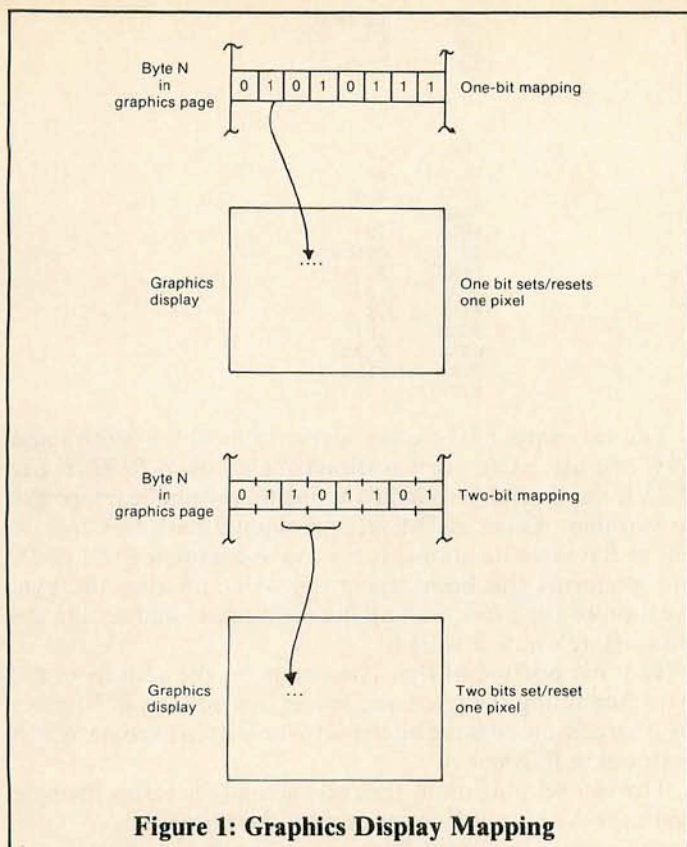 Byte N
in
graphics page
0 1 0 1 0 1 1 1
One-bit mapping
Graphics
display
....
One bit sets/resets
one pixel
Byte N
in
graphics page
0 1 1 0 1 1 0 1
Two-bit mapping
Graphics
display
...
Two bits set/reset
one pixel
Figure 1: Graphics Display Mapping